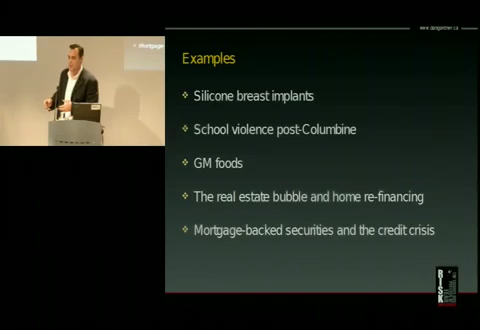 www.dangardner.ca
Examples
Silicone breast implants
School violence post-Columbine
GM foods
The real estate bubble and home re-financing
Mortgage-backed securities and the credit crisis
Mortgage
RISK